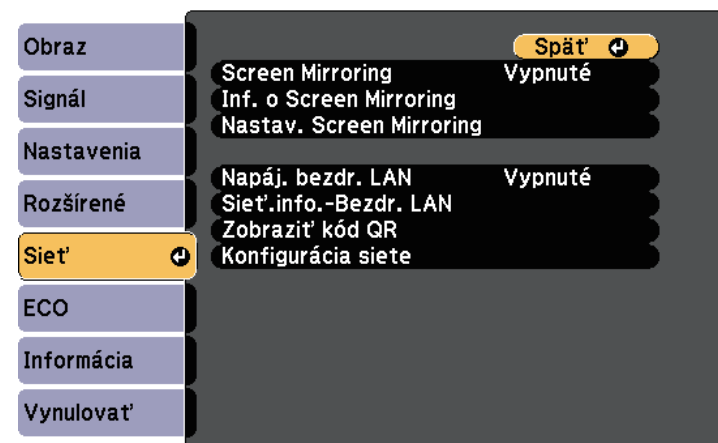 Obraz
Signál
Nastavenia
Rozšírené
Sieť
ECO
Informácia
Vynulovať
Späť
Screen Mirroring Vypnuté
Inf. o Screen Mirroring
Nastav. Screen Mirroring
Napáj. bezdr. LAN Vypnuté
Sieť.info.-Bezdr. LAN
Zobraziť kód QR
Konfigurácia siete